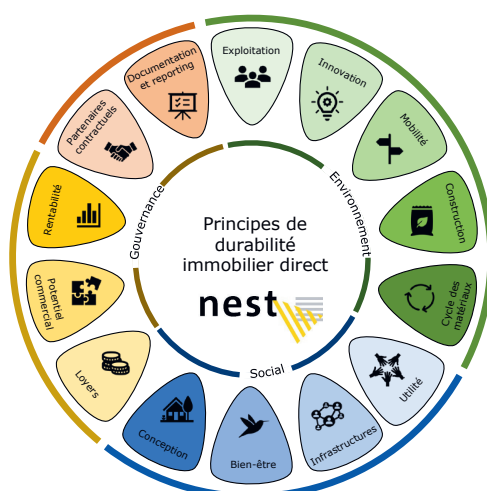 Exploitation
Innovation
Mobilité
Construction
Cycle des
matériaux
Utilité
Infrastructures
Bien-être
Conception
Loyers
Potentiel
commercial
Rentabilité
Partenaires
contractuels
Documentation
et reporting
Environnement
Social
Gouvernance
Principes de
durabilité
immobilier direct
nest